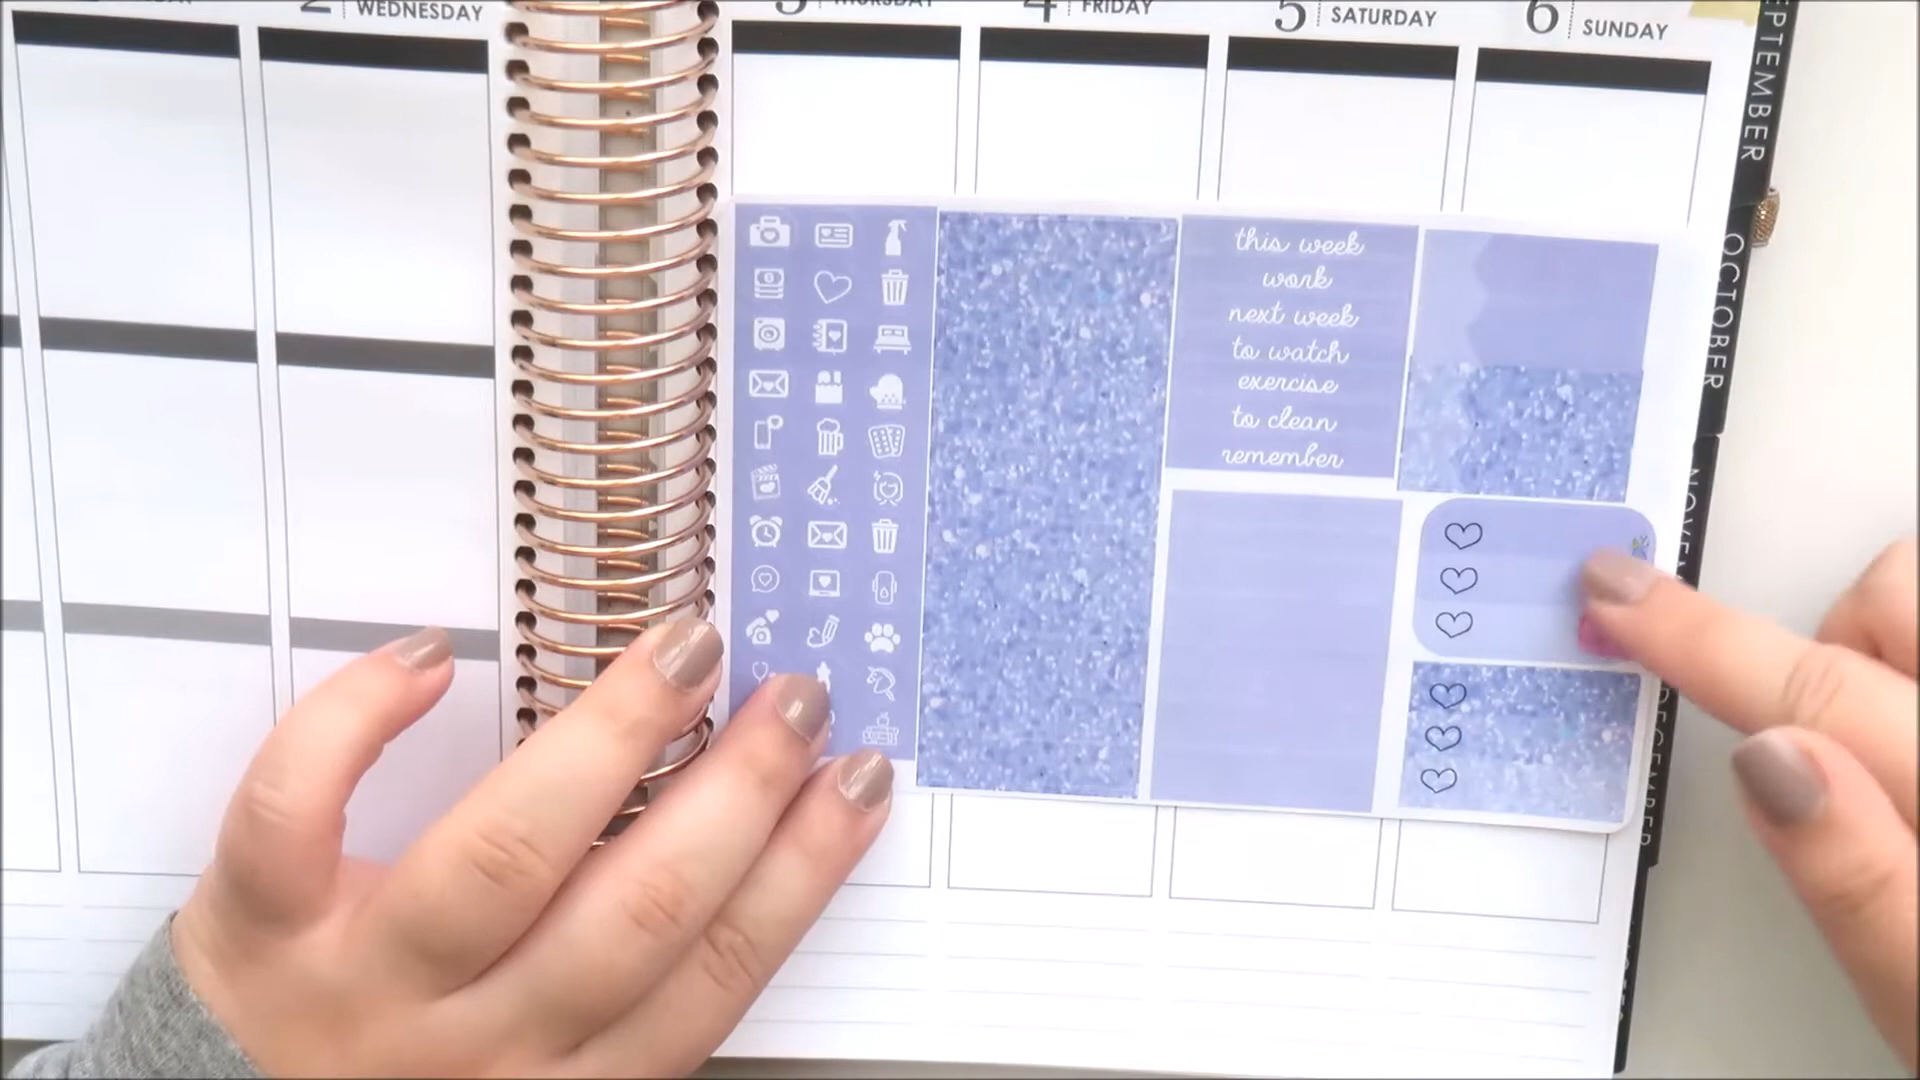 2 WEDNESDAY
3 THURSDAY
4 FRIDAY
5 SATURDAY
6 SUNDAY
SEPTEMBER
OCTOBER
DECEMBER
this week
work
next week
to watch
exercise
to clean
remember